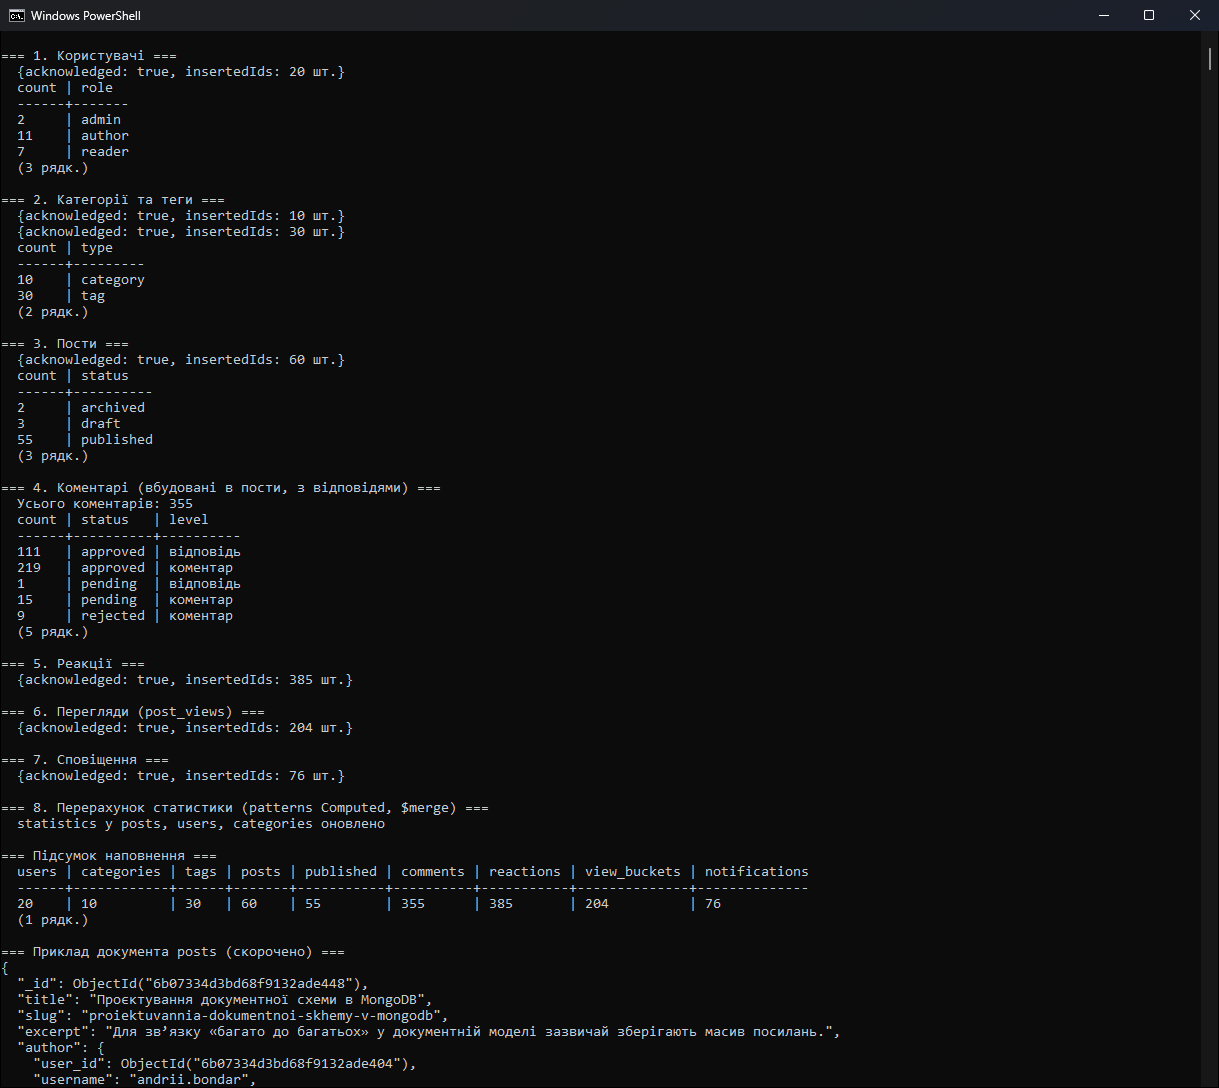 Windows PowerShell
=== 1. Користувачі ===
{acknowledged: true, insertedIds: 20 шт.}
count | role
------+-------
2     | admin
11    | author
7     | reader
(3 рядк.)
=== 2. Категорії та теги ===
{acknowledged: true, insertedIds: 10 шт.}
{acknowledged: true, insertedIds: 30 шт.}
count | type
------+---------
10    | category
30    | tag
(2 рядк.)
=== 3. Пости ===
{acknowledged: true, insertedIds: 60 шт.}
count | status
------+----------
2     | archived
3     | draft
55    | published
(3 рядк.)
=== 4. Коментарі (вбудовані в пости, з відповідями) ===
Усього коментарів: 355
count | status   | level
------+----------+----------
111   | approved | відповідь
219   | approved | коментар
1     | pending  | відповідь
15    | pending  | коментар
9     | rejected | коментар
(5 рядк.)
=== 5. Реакції ===
{acknowledged: true, insertedIds: 385 шт.}
=== 6. Перегляди (post_views) ===
{acknowledged: true, insertedIds: 204 шт.}
=== 7. Сповіщення ===
{acknowledged: true, insertedIds: 76 шт.}
=== 8. Перерахунок статистики (patterns Computed, $merge) ===
statistics у posts, users, categories оновлено
=== Підсумок наповнення ===
users | categories | tags | posts | published | comments | reactions | view_buckets | notifications
------+------------+------+-------+-----------+----------+-----------+--------------+--------------
20    | 10         | 30   | 60    | 55        | 355      | 385       | 204          | 76
(1 рядк.)
=== Приклад документа posts (скорочено) ===
{
"_id": ObjectId("6b07334d3bd68f9132ade448"),
"title": "Проєктування документної схеми в MongoDB",
"slug": "proiektuvannia-dokumentnoi-skhemy-v-mongodb",
"excerpt": "Для зв’язку «багато до багатьох» у документній моделі зазвичай зберігають масив посилань.",
"author": {
"user_id": ObjectId("6b07334d3bd68f9132ade404"),
"username": "andrii.bondar",